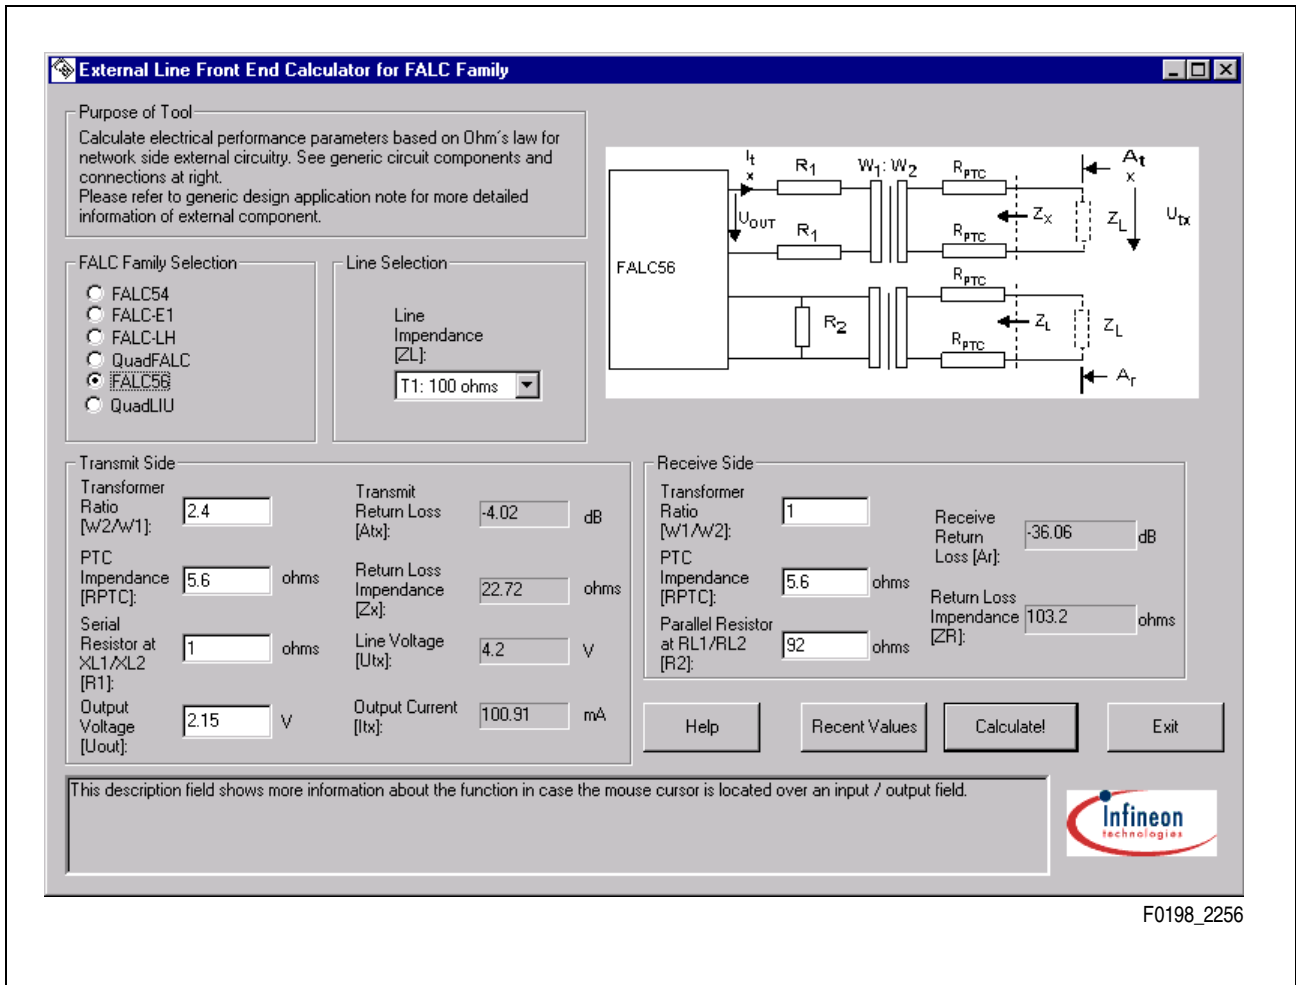 External Line Front End Calculator for FALC Family
Purpose of Tool
Calculate electrical performance parameters based on Ohm´s law for
network side external circuitry. See generic circuit components and
connections at right.
Please refer to generic design application note for more detailed
information of external component.
FALC Family Selection
FALC54
FALC-E1
FALC-LH
QuadFALC
FALC56
QuadLIU
Line Selection
Line
Impendance
[ZL]:
T1: 100 ohms
FALC56
Itx
UOUT
R1
R1
W1: W2
RPTC
RPTC
ZX
ZL
Atx
Utx
R2
RPTC
RPTC
ZL
ZL
Ar
Transmit Side
Transformer
Ratio
[W2/W1]:
2.4
PTC
Impendance
[RPTC]:
5.6
ohms
Serial
Resistor at
XL1/XL2
[R1]:
1
ohms
Output
Voltage
[Uout]:
2.15
V
Transmit
Return Loss
[Atx]:
-4.02
dB
Return Loss
Impendance
[Zx]:
22.72
ohms
Line Voltage
[Utx]:
4.2
V
Output Current
[Itx]:
100.91
mA
Receive Side
Transformer
Ratio
[W1/W2]:
1
PTC
Impendance
[RPTC]:
5.6
ohms
Parallel Resistor
at RL1/RL2
[R2]:
92
ohms
Receive
Return
Loss [Ar]:
-36.06
dB
Return Loss
Impendance
[ZR]:
103.2
ohms
Help
Recent Values
Calculate!
Exit
This description field shows more information about the function in case the mouse cursor is located over an input / output field.
Infineon
technologies
F0198_2256